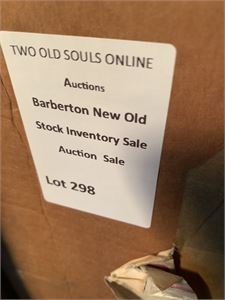 TWO OLD SOULS ONLINE
Auctions
Barberton New Old
Stock Inventory Sale
Auction Sale
Lot 298